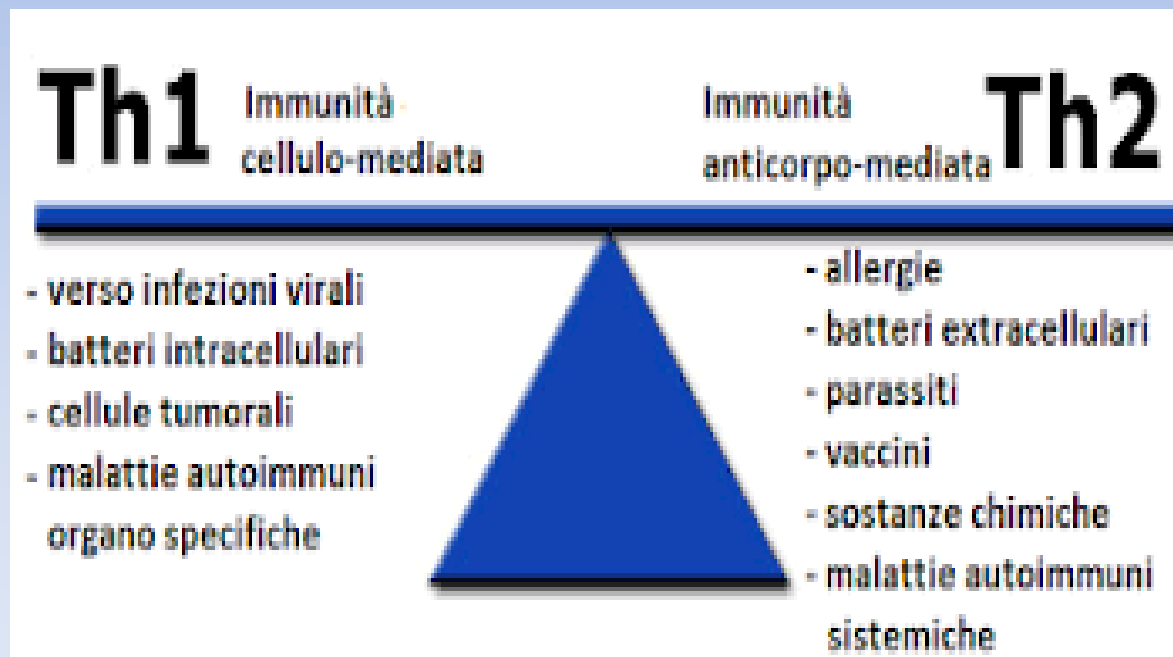 Th1
Immunità
cellulo-mediata
Immunità
anticorpo-mediata
Th2
- verso infezioni virali
- batteri intracellulari
- cellule tumorali
- malattie autoimmuni
organo specifiche
- allergie
- batteri extracellulari
- parassiti
- vaccini
- sostanze chimiche
- malattie autoimmuni
sistemiche